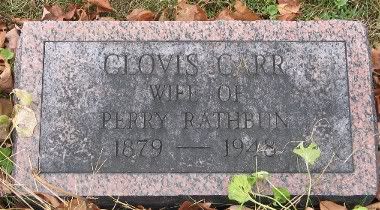 CLOVIS CARR
WIFE OF
PERRY RATHBUN
1879 —